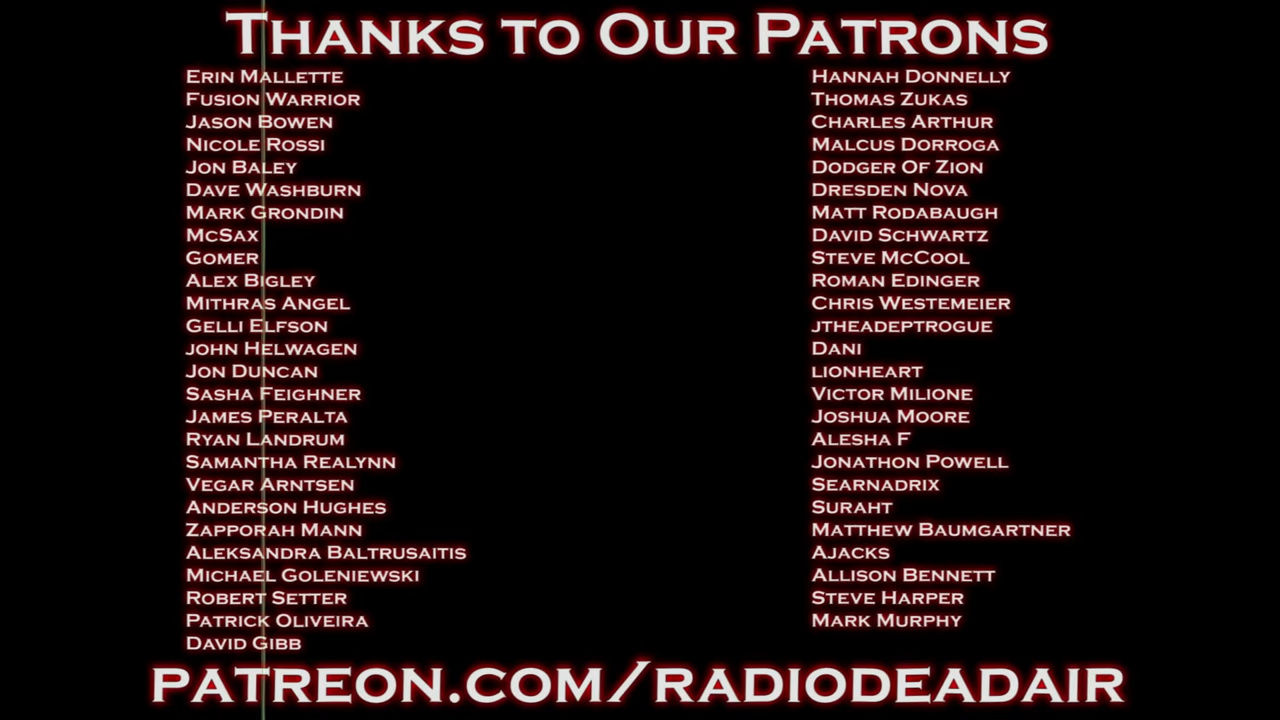 Thanks to Our Patrons
Erin Mallette
Fusion Warrior
Jason Bowen
Nicole Rossi
Jon Baley
Dave Washburn
Mark Grondin
McSax
Gomer
Alex Bigley
Mithras Angel
Gelli Elfson
john Helwagen
Jon Duncan
Sasha Feighner
James Peralta
Ryan Landrum
Samantha Realynn
Vegar Arntsen
Anderson Hughes
Zapporah Mann
Aleksandra Baltrusaitis
Michael Goleniewski
Robert Setter
Patrick Oliveira
David Gibb
Hannah Donnelly
Thomas Zukas
Charles Arthur
Malcus Dorroga
Dodger Of Zion
Dresden Nova
Matt Rodabaugh
David Schwartz
Steve McCool
Roman Edinger
Chris Westemeier
jtheadeptrogue
Dani
lionheart
Victor Milione
Joshua Moore
Alesha F
Jonathon Powell
Searnadrix
Suraht
Matthew Baumgartner
Ajacks
Allison Bennett
Steve Harper
Mark Murphy
patreon.com/radiodeadair